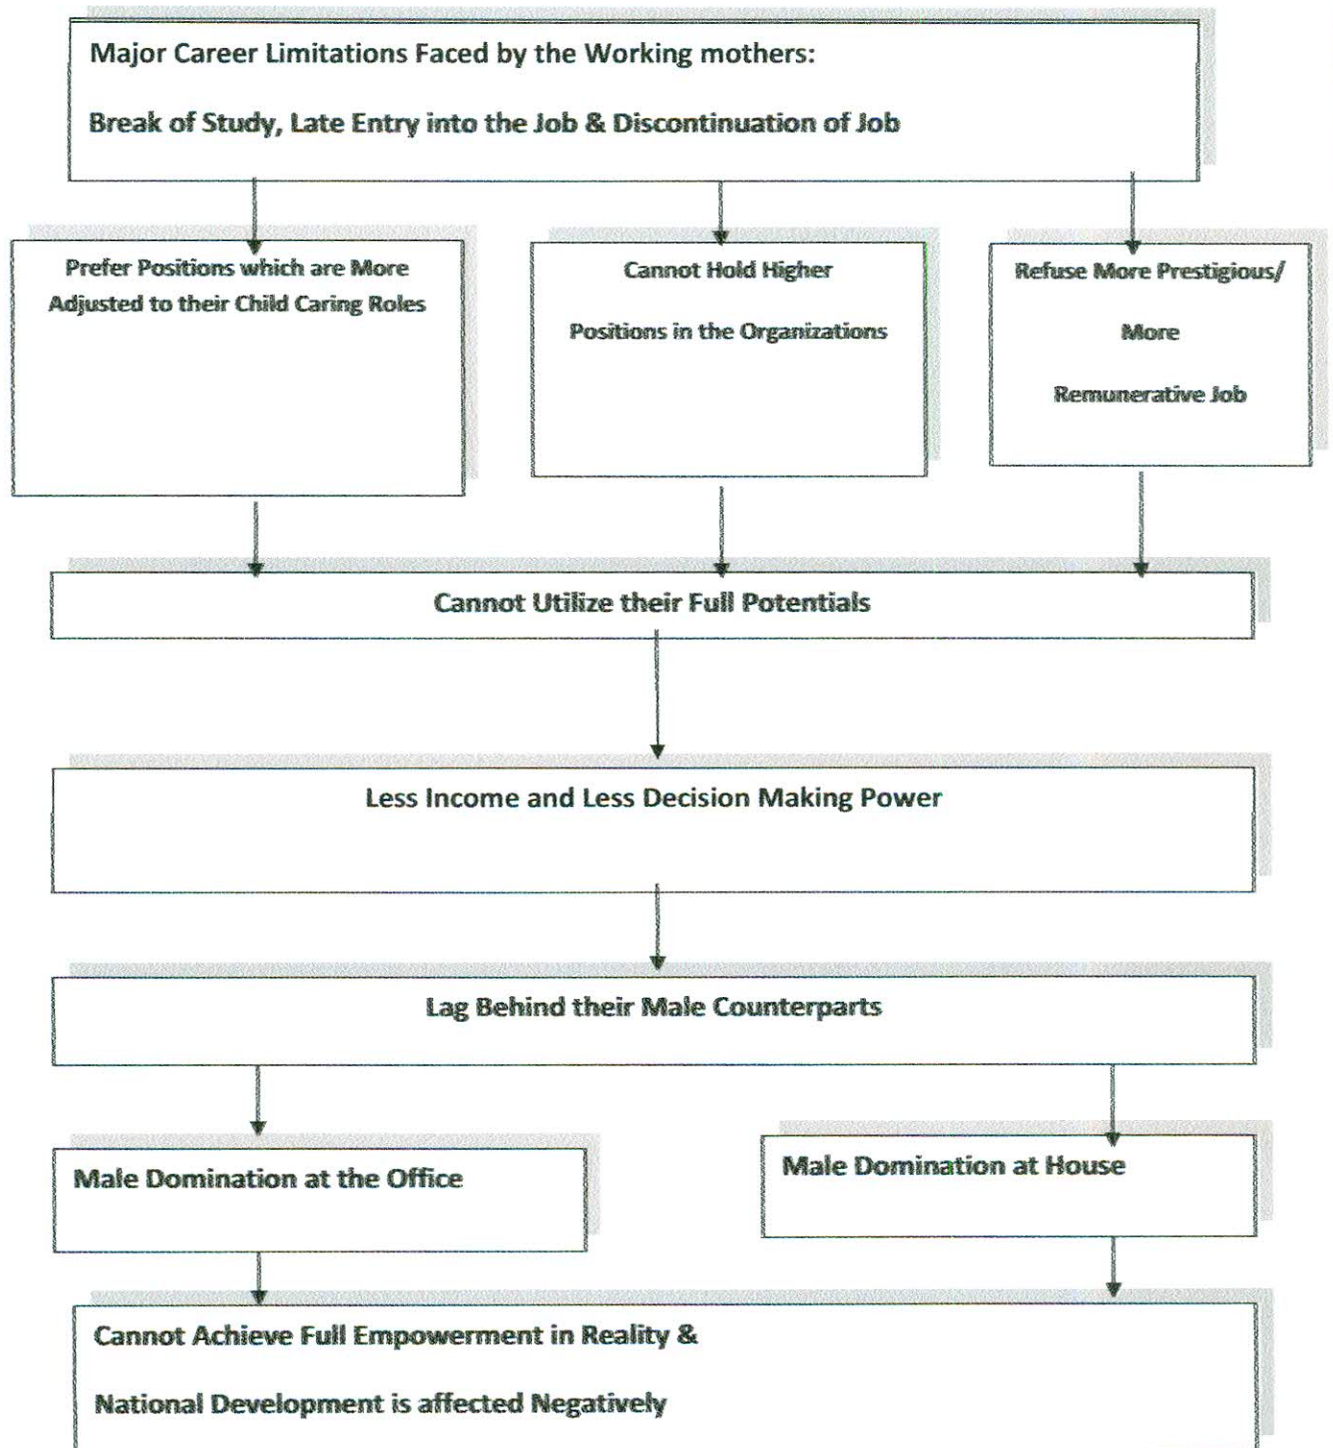 Major Career Limitations Faced by the Working mothers:
Break of Study, Late Entry into the Job & Discontinuation of Job
Prefer Positions which are More
Adjusted to their Child Caring Roles
Cannot Hold Higher
Positions in the Organizations
Refuse More Prestigious/
More
Remunerative Job
Cannot Utilize their Full Potentials
Less Income and Less Decision Making Power
Lag Behind their Male Counterparts
Male Domination at the Office
Male Domination at House
Cannot Achieve Full Empowerment in Reality &
National Development is affected Negatively